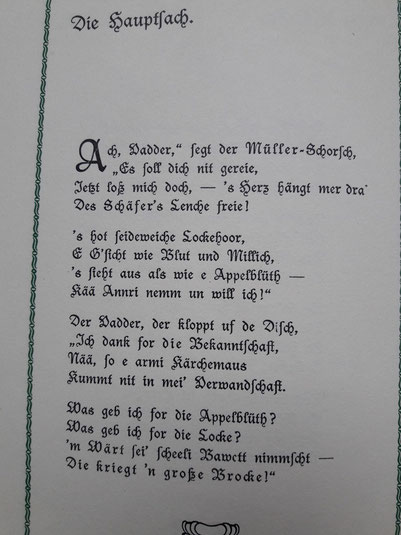 Die Hauptſach.
Ach, Vadder,“ ſegt der Müller-Schorſch,
„Es ſoll dich nit gereie,
Jetzt loß mich doch, — 's Herz hängt mer dra'
Des Schäfer's Lenche freie!
's hot ſeideweiche Lockehoor,
E G'ſicht wie Blut und Millich,
's ſieht aus als wie e Appelblüth —
Kää Annri nemm un will ich!“
Der Vadder, der kloppt uf de Diſch,
„Ich dank for die Bekanntſchaft,
Nää, ſo e armi Kärchemaus
Kummt nit in mei' Verwandſchaft.
Was geb ich for die Appelblüth?
Was geb ich for die Locke?
'm Wärt ſei' ſcheeli Bawett nimmſcht —
Die kriegt 'n große Brocke!“